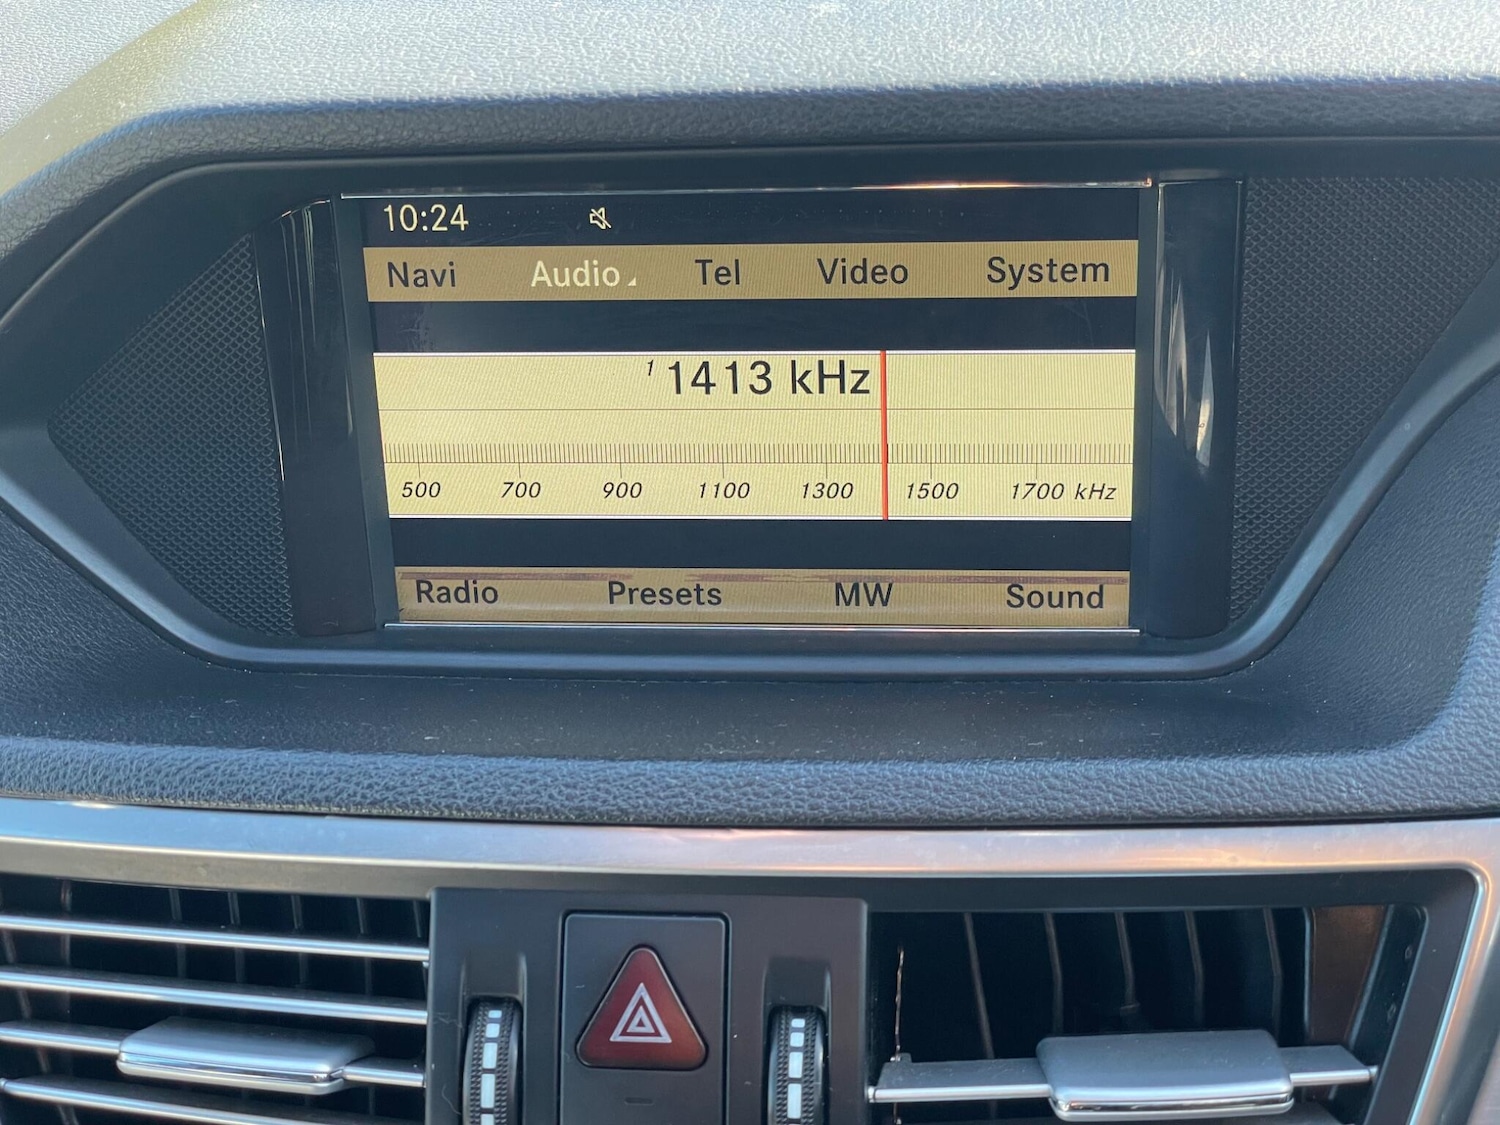 10:24
Navi Audio Tel Video System
1 1413 kHz
500 700 900 1100 1300 1500 1700 kHz
Radio Presets MW Sound